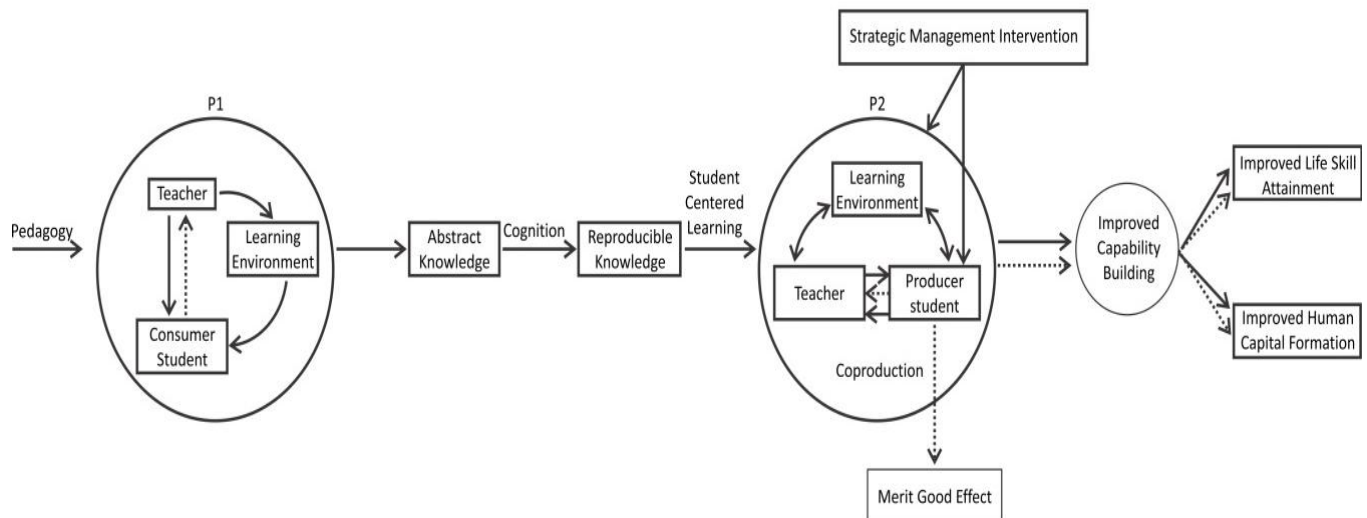 Strategic Management Intervention
P1
P2
Pedagogy
Teacher
Learning
Environment
Consumer
Student
Abstract
Knowledge
Cognition
Reproducible
Knowledge
Student
Centered
Learning
Learning
Environment
Teacher
Producer
student
Coproduction
Merit Good Effect
Improved
Capability
Building
Improved Life Skill
Attainment
Improved Human
Capital Formation